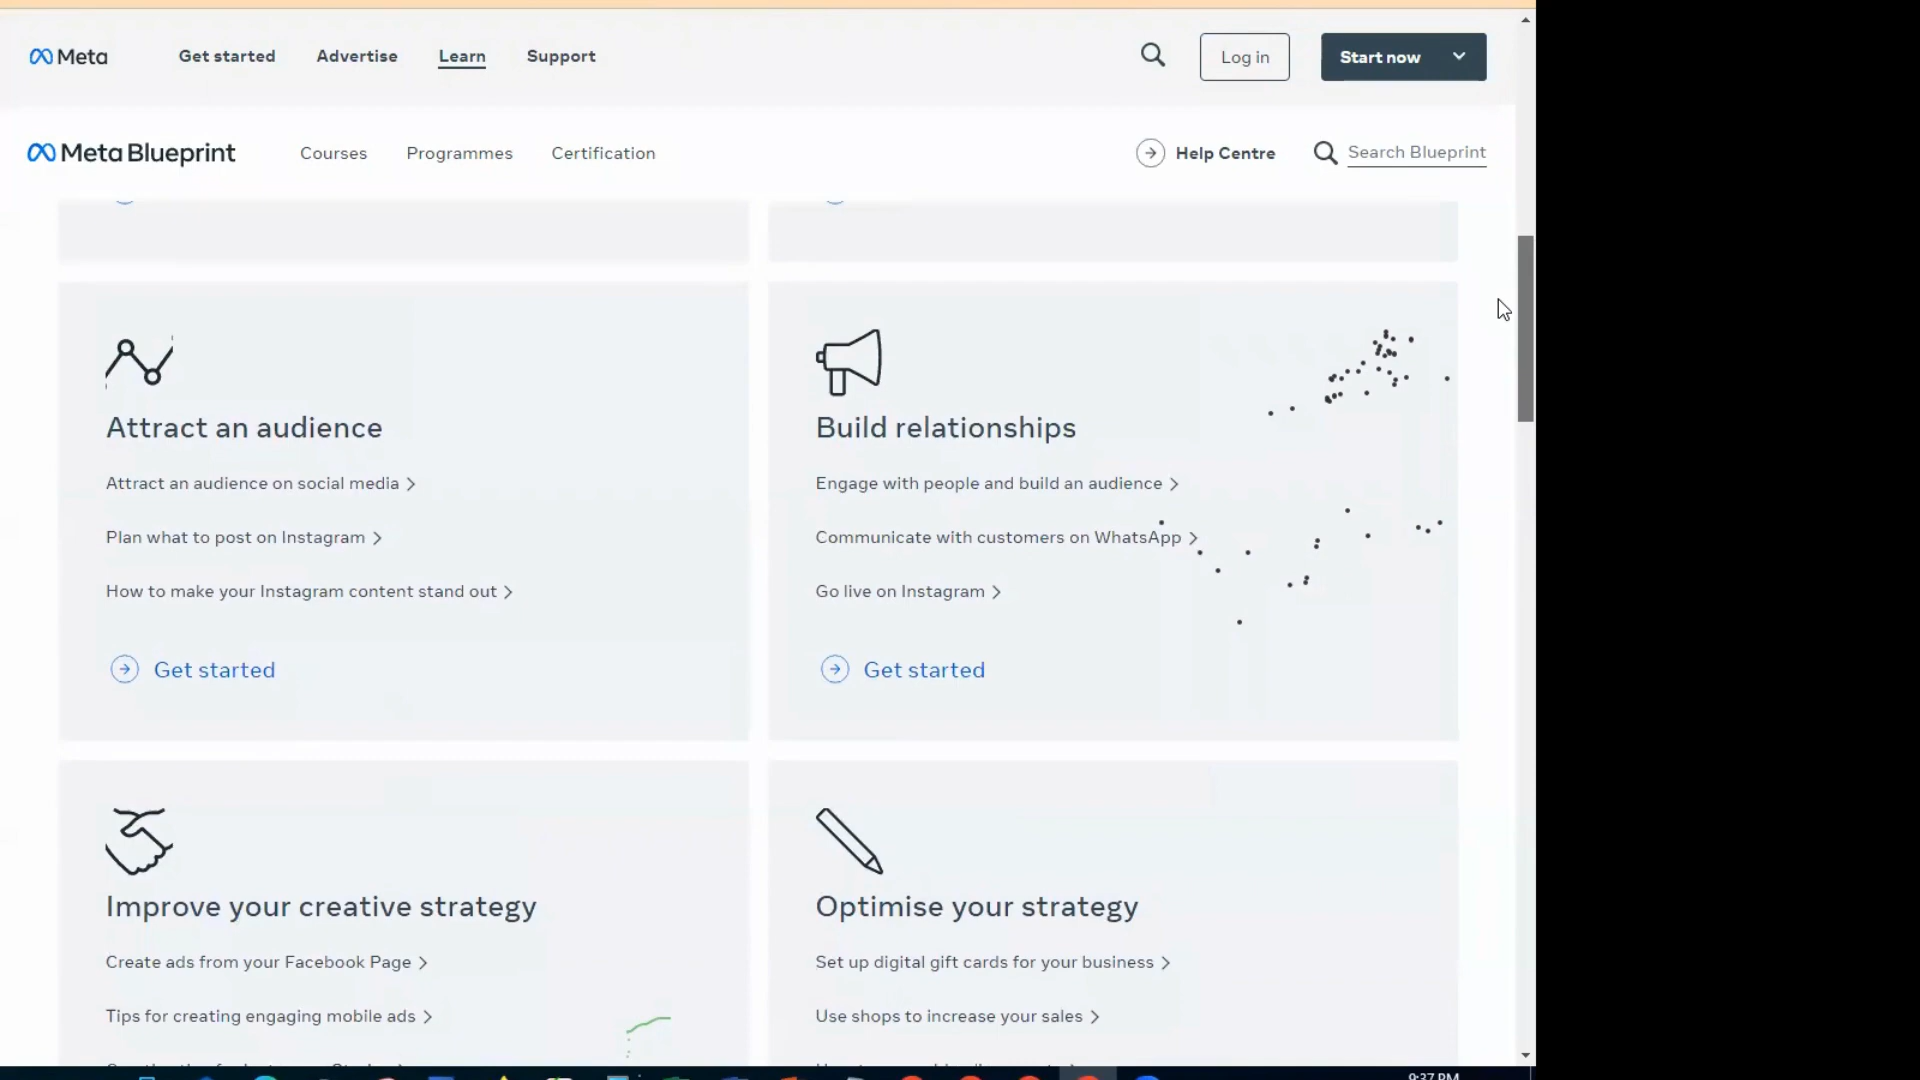 Meta Get started Advertise Learn Support Log in Start now
Meta Blueprint Courses Programmes Certification Help Centre Search Blueprint
Attract an audience
Attract an audience on social media
Plan what to post on Instagram
How to make your Instagram content stand out
Get started
Build relationships
Engage with people and build an audience
Communicate with customers on WhatsApp
Go live on Instagram
Get started
Improve your creative strategy
Create ads from your Facebook Page
Tips for creating engaging mobile ads
Optimise your strategy
Set up digital gift cards for your business
Use shops to increase your sales
9:37 PM